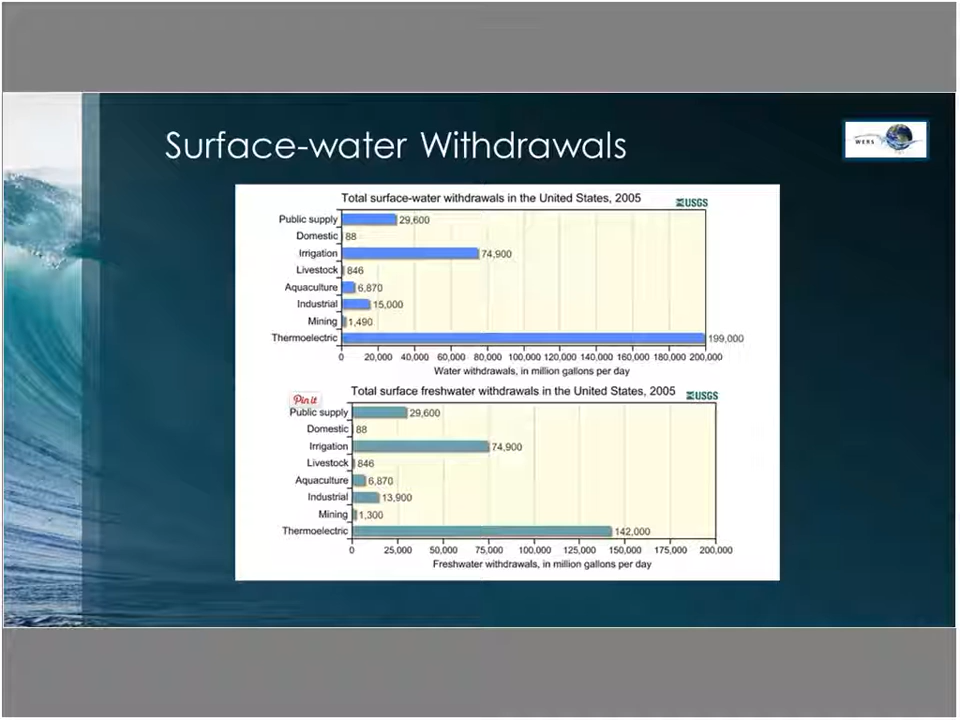 Surface-water Withdrawals
WERS
Total surface-water withdrawals in the United States, 2005
USGS
Public supply 29,600
Domestic 88
Irrigation 74,900
Livestock 846
Aquaculture 6,870
Industrial 15,000
Mining 1,490
Thermoelectric 199,000
0 20,000 40,000 60,000 80,000 100,000 120,000 140,000 160,000 180,000 200,000
Water withdrawals, in million gallons per day
Total surface freshwater withdrawals in the United States, 2005
USGS
Pin it
Public supply 29,600
Domestic 88
Irrigation 74,900
Livestock 846
Aquaculture 6,870
Industrial 13,900
Mining 1,300
Thermoelectric 142,000
0 25,000 50,000 75,000 100,000 125,000 150,000 175,000 200,000
Freshwater withdrawals, in million gallons per day